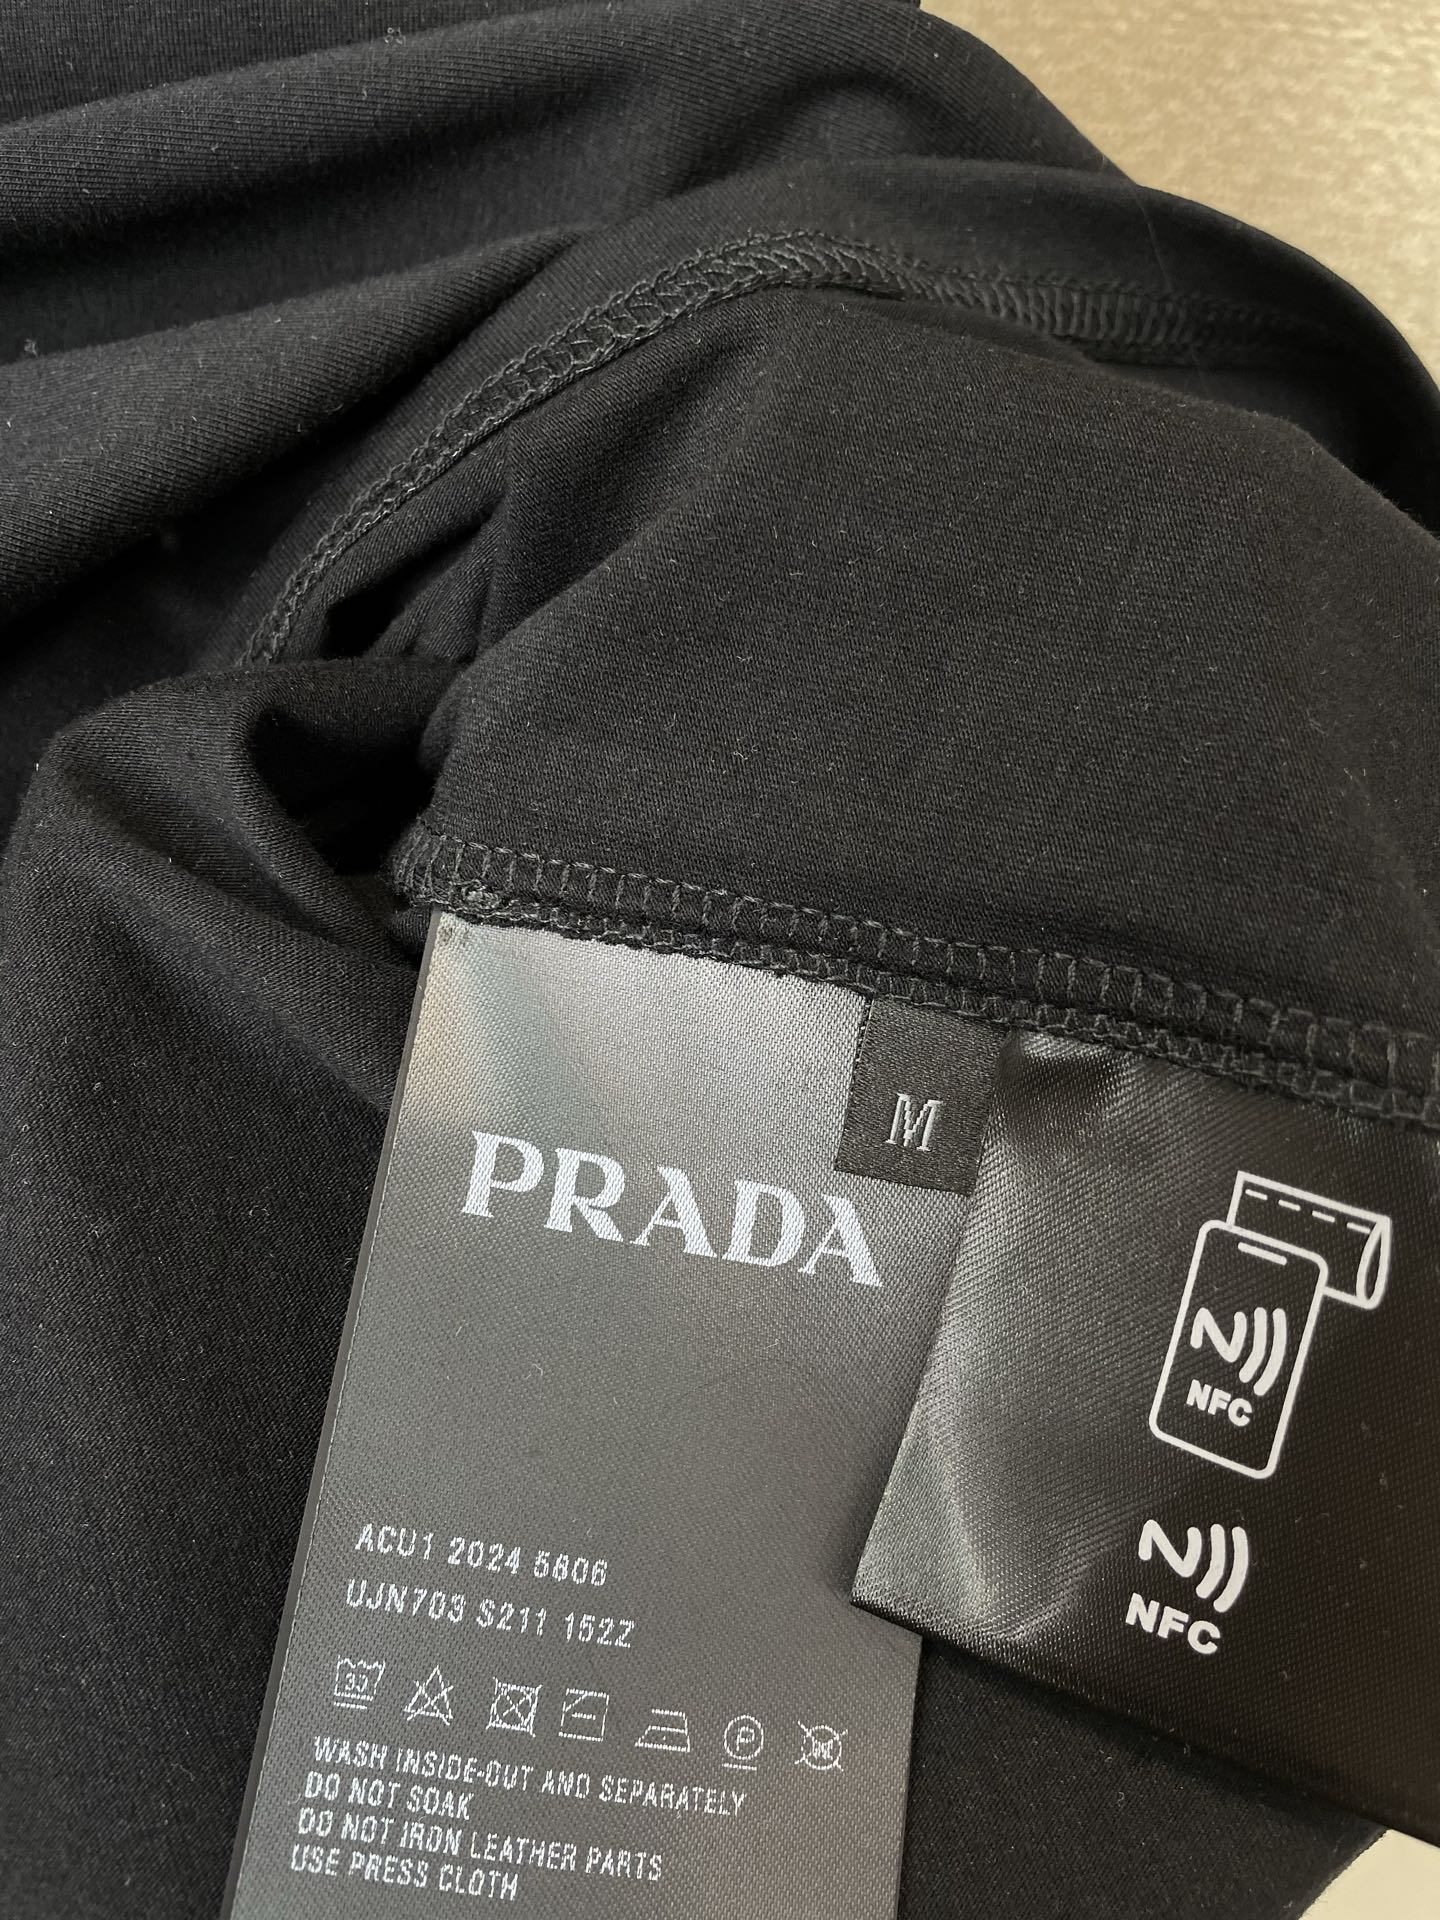 M
PRADA
NFC
NFC
ACU1 2024 5806
UJN703 S211 152Z
WASH INSIDE-OUT AND SEPARATELY
DO NOT SOAK
DO NOT IRON LEATHER PARTS
USE PRESS CLOTH